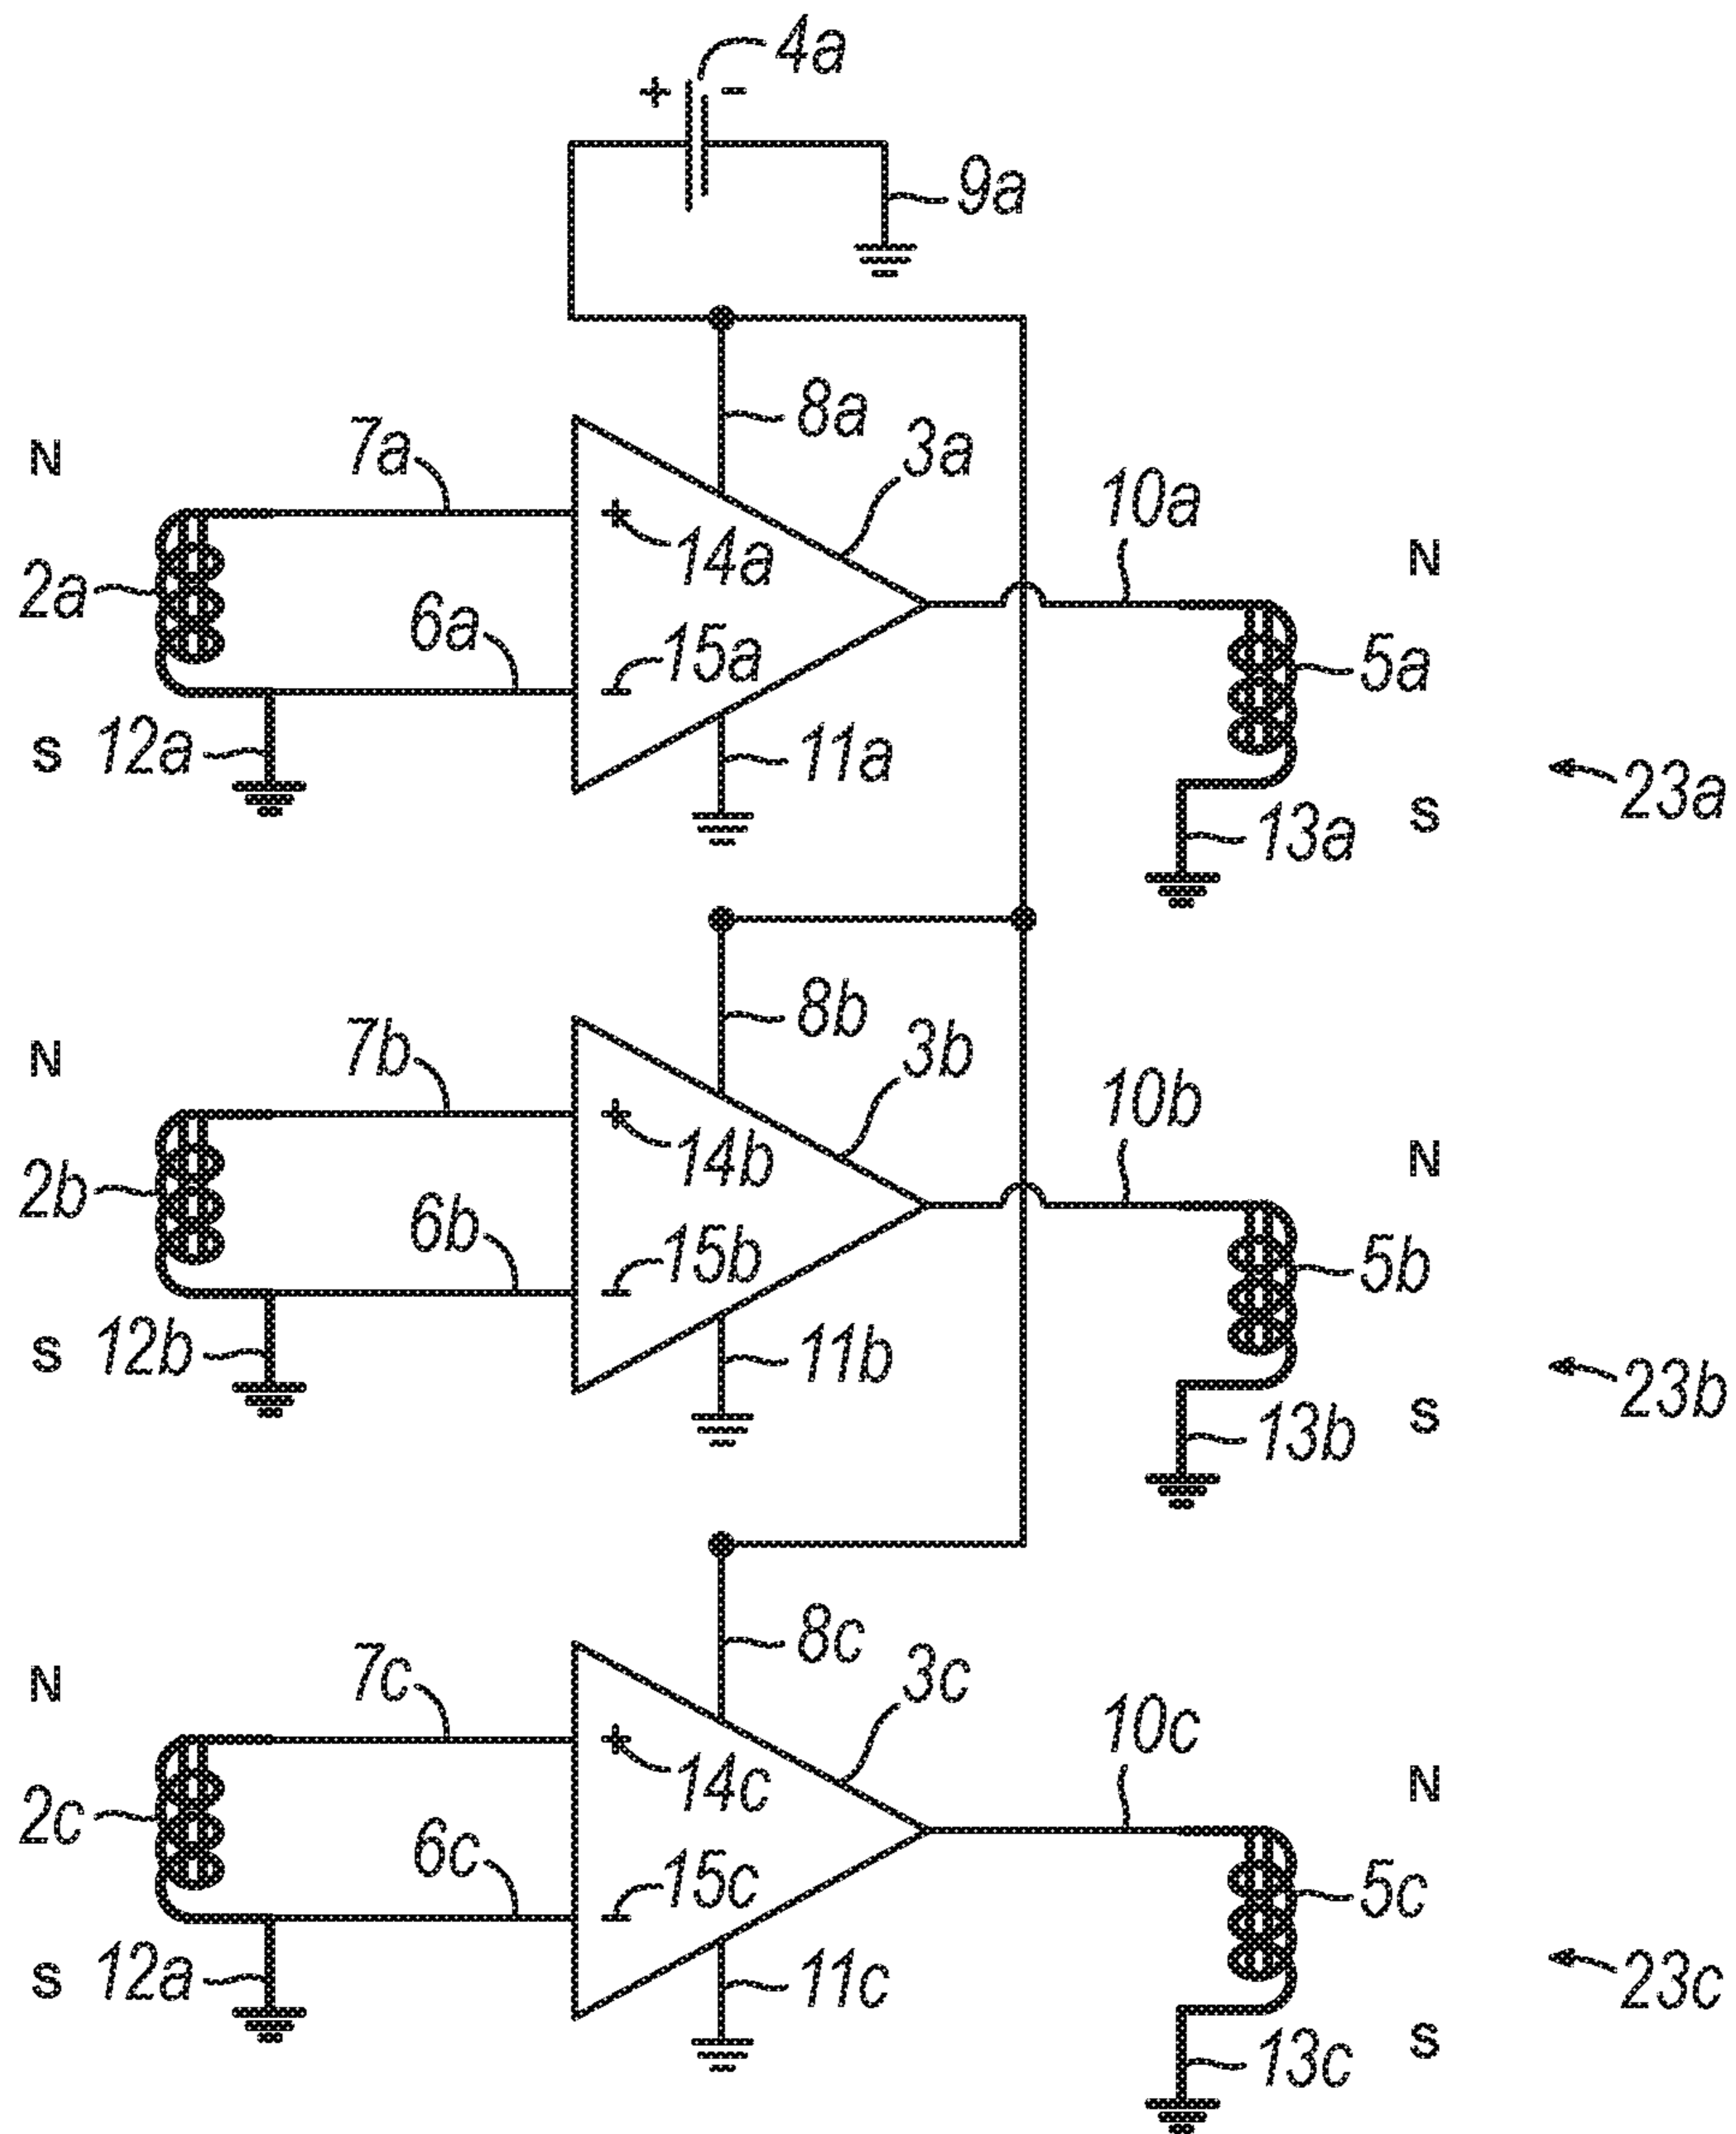 4a
+ -
9a
8a
N
7a
3a
10a
+
14a
N
2a
6a
15a
-
5a
S
12a
11a
23a
S
13a
8b
N
7b
3b
10b
+
14b
N
2b
6b
15b
-
5b
S
12b
11b
23b
S
13b
8c
N
7c
3c
10c
+
14c
N
2c
6c
15c
-
5c
S
12a
11c
23c
S
13c